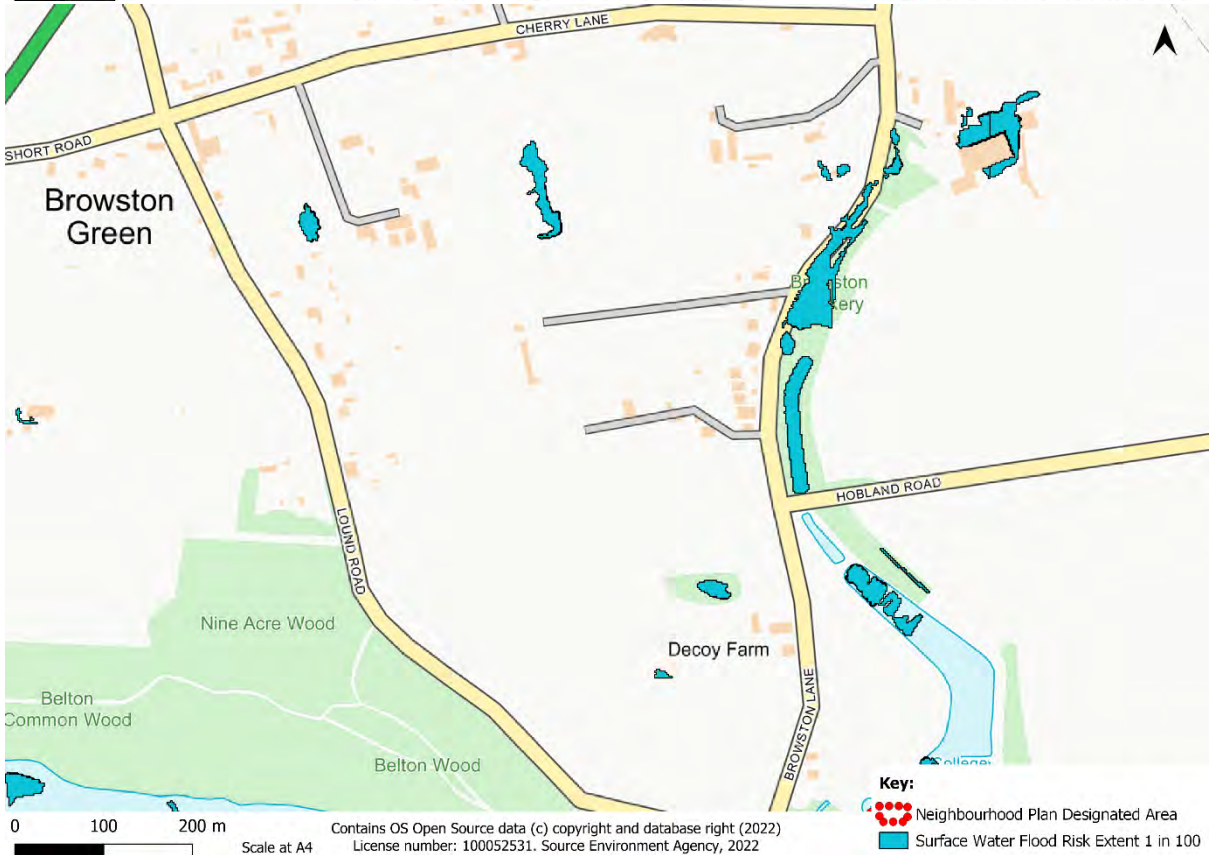 CHERRY LANE
SHORT ROAD
Browston
Green
HOBLAND ROAD
LOUND ROAD
Nine Acre Wood
Decoy Farm
Belton
Common Wood
BROWSTON LANE
Belton Wood
Key:
Neighbourhood Plan Designated Area
Surface Water Flood Risk Extent 1 in 100
0 100 200 m
Scale at A4
Contains OS Open Source data (c) copyright and database right (2022)
License number: 100052531. Source Environment Agency, 2022